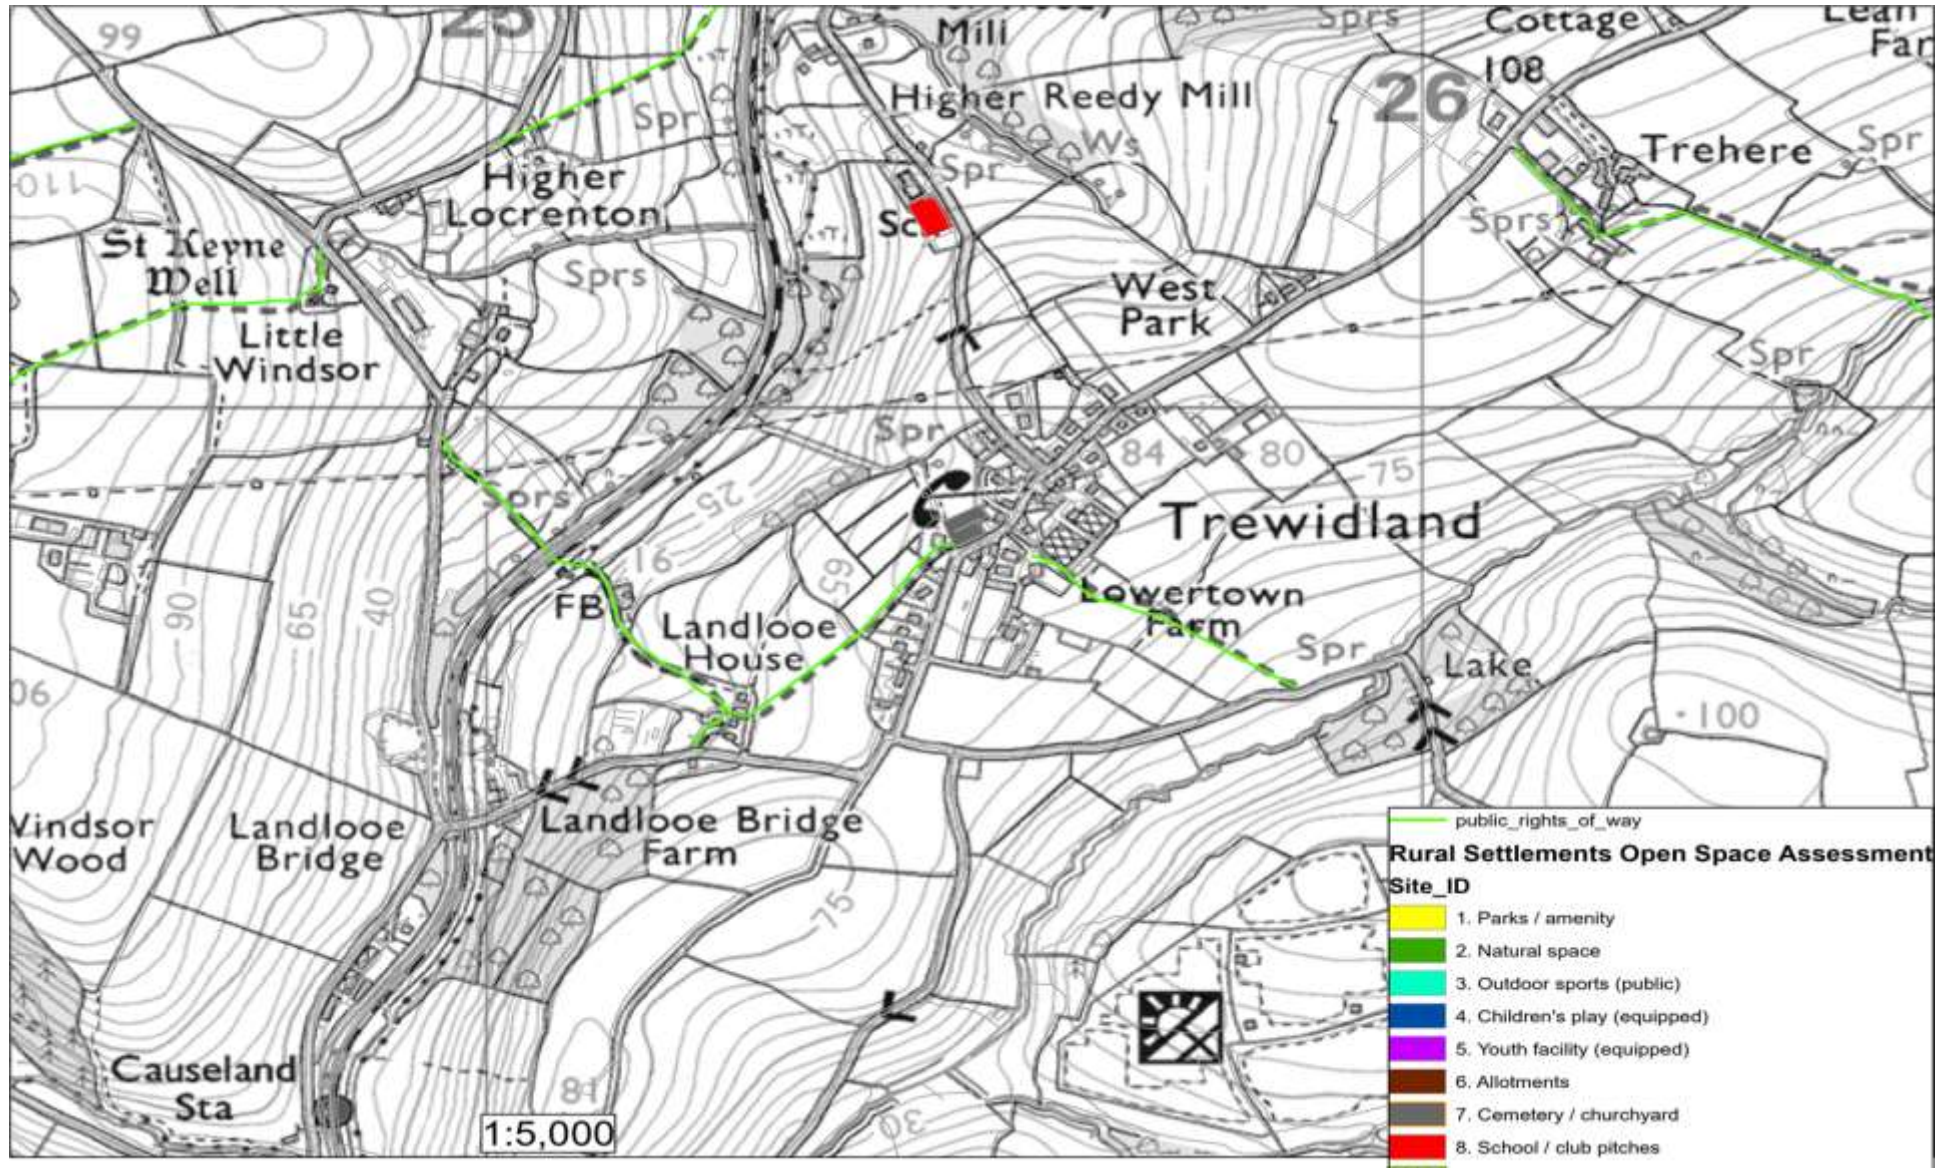 99
25
Mill
Sprs
Cottage
108
Lean
Far
Higher Reedy Mill
26
Ws
Spr
Spr
Trehere
Spr
110
Higher
Locrenton
Sc
Sprs
St Keyne
Well
Sprs
West
Park
Little
Windsor
Spr
Spr
84
80
75
Sprs
25
Trewidland
16
65
FB
90
65
40
Landlooe
House
Lowertown
Farm
Spr
Lake
100
06
Windsor
Wood
Landlooe
Bridge
Landlooe Bridge
Farm
75
Causeland
Sta
81
30
1:5,000
public_rights_of_way
Rural Settlements Open Space Assessment
Site_ID
1. Parks / amenity
2. Natural space
3. Outdoor sports (public)
4. Children's play (equipped)
5. Youth facility (equipped)
6. Allotments
7. Cemetery / churchyard
8. School / club pitches